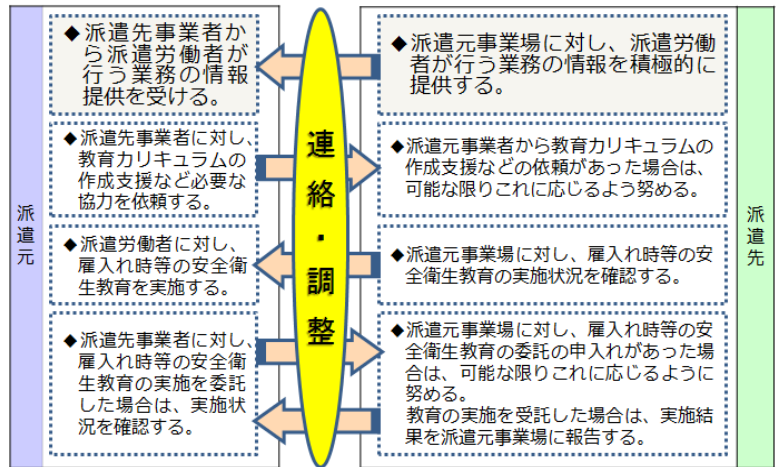 派遣元
◆派遣先事業者か
ら派遣労働者が
行う業務の情報
提供を受ける。
◆派遣先事業者に対し、
教育カリキュラムの
作成支援など必要な
協力を依頼する。
◆派遣労働者に対し、
雇入れ時等の安全衛
生教育を実施する。
◆派遣先事業者に対し、
雇入れ時等の安全衛
生教育の実施を委託
した場合は、実施状
況を確認する。
連絡・調整
◆派遣元事業場に対し、派遣労働
者が行う業務の情報を積極的に
提供する。
◆派遣元事業者から教育カリキュラムの
作成支援などの依頼があった場合は、
可能な限りこれに応じるよう努める。
◆派遣元事業場に対し、雇入れ時等の安
全衛生教育の実施状況を確認する。
◆派遣元事業場に対し、雇入れ時等の安
全衛生教育の委託の申入れがあった場
合は、可能な限りこれに応じるように
努める。
教育の実施を受託した場合は、実施結
果を派遣元事業場に報告する。
派遣先